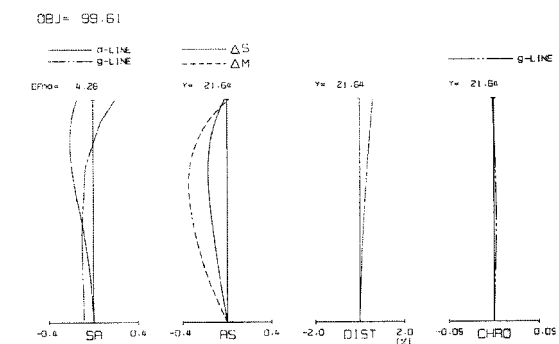 OBJ= 99.61
d-LINE ΔS
g-LINE ΔM g-LINE
EFno= 4.26 Y= 21.64 Y= 21.64 Y= 21.64
-0.4 SA 0.4 -0.4 AS 0.4 -2.0 DIST 2.0 -0.05 CHRO 0.05
(%)